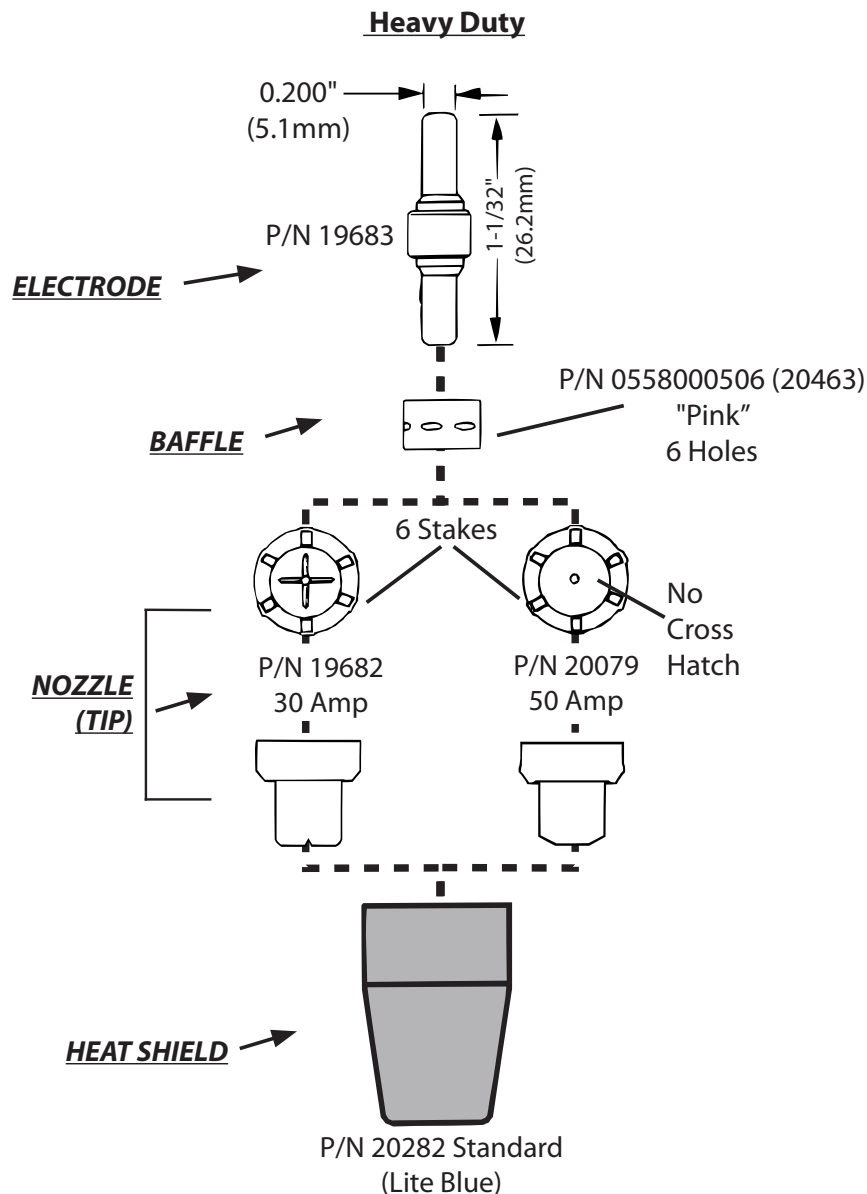 Heavy Duty
0.200"
(5.1mm)
1-1/32"
(26.2mm)
P/N 19683
ELECTRODE
P/N 0558000506 (20463)
"Pink”
6 Holes
BAFFLE
6 Stakes
No
Cross
Hatch
P/N 19682
30 Amp
P/N 20079
50 Amp
NOZZLE
(TIP)
HEAT SHIELD
P/N 20282 Standard
(Lite Blue)